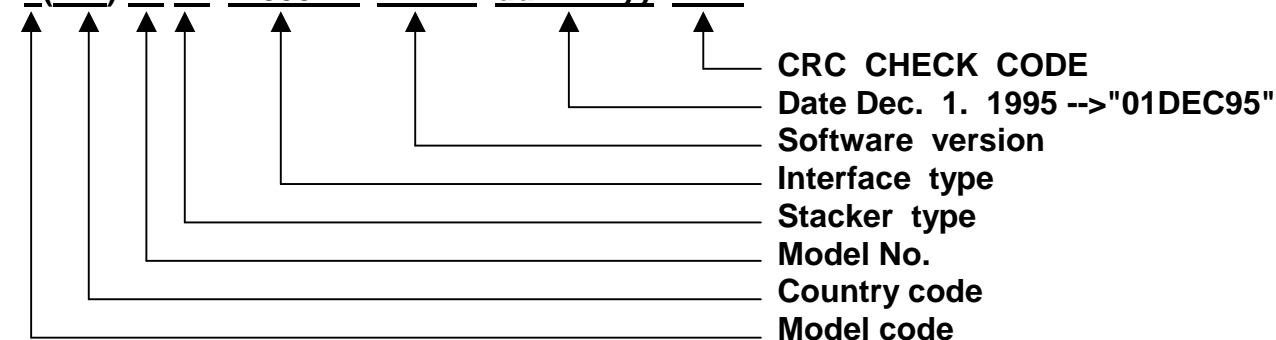 CRC CHECK CODE
Date Dec. 1. 1995 -->"01DEC95"
Software version
Interface type
Stacker type
Model No.
Country code
Model code